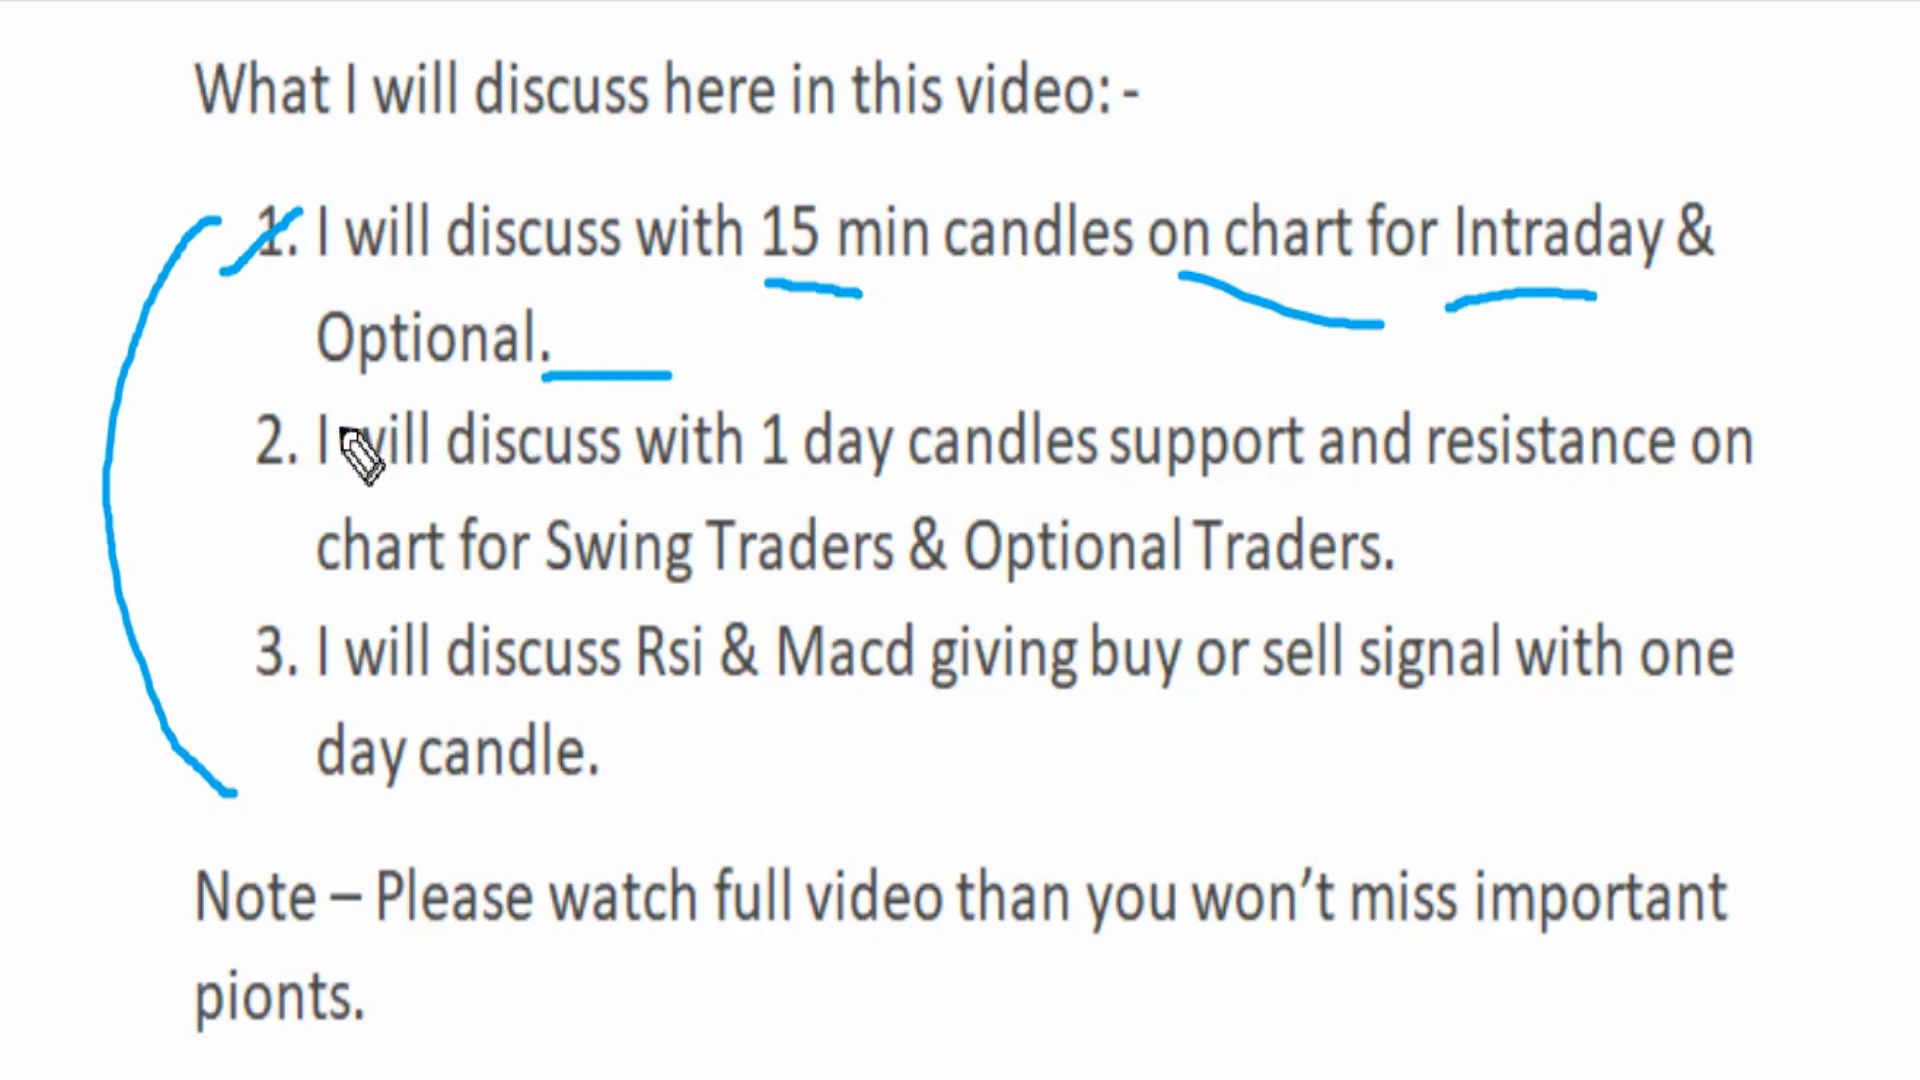 What I will discuss here in this video: -
1. I will discuss with 15 min candles on chart for Intraday &
Optional.
2. I will discuss with 1 day candles support and resistance on
chart for Swing Traders & Optional Traders.
3. I will discuss Rsi & Macd giving buy or sell signal with one
day candle.
Note – Please watch full video than you won’t miss important
pionts.